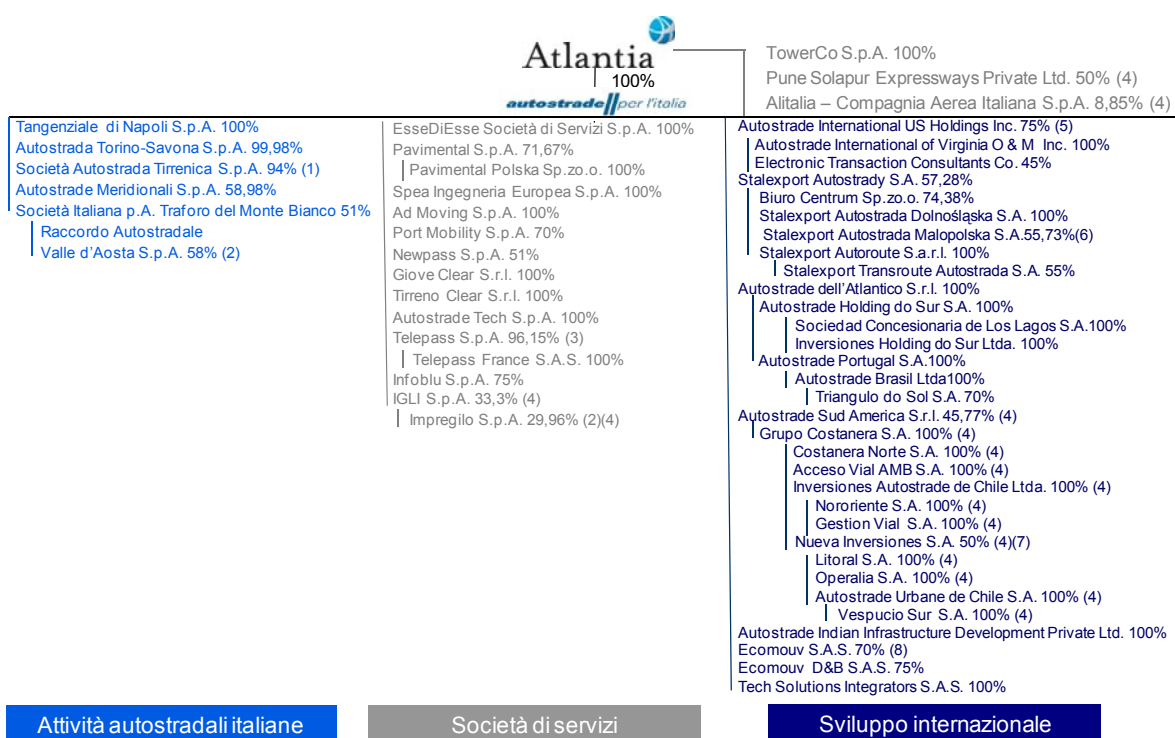 Atlantia
100%
autostrade per l'italia
TowerCo S.p.A. 100%
Pune Solapur Expressways Private Ltd. 50% (4)
Alitalia – Compagnia Aerea Italiana S.p.A. 8,85% (4)
Tangenziale di Napoli S.p.A. 100%
Autostrada Torino-Savona S.p.A. 99,98%
Società Autostrada Tirrenica S.p.A. 94% (1)
Autostrade Meridionali S.p.A. 58,98%
Società Italiana p.A. Traforo del Monte Bianco 51%
Raccordo Autostradale
Valle d'Aosta S.p.A. 58% (2)
EsseDiEsse Società di Servizi S.p.A. 100%
Pavimental S.p.A. 71,67%
Pavimental Polska Sp.zo.o. 100%
Spea Ingegneria Europea S.p.A. 100%
Ad Moving S.p.A. 100%
Port Mobility S.p.A. 70%
Newpass S.p.A. 51%
Giove Clear S.r.l. 100%
Tirreno Clear S.r.l. 100%
Autostrade Tech S.p.A. 100%
Telepass S.p.A. 96,15% (3)
Telepass France S.A.S. 100%
Infoblu S.p.A. 75%
IGLI S.p.A. 33,3% (4)
Impregilo S.p.A. 29,96% (2)(4)
Autostrade International US Holdings Inc. 75% (5)
Autostrade International of Virginia O & M Inc. 100%
Electronic Transaction Consultants Co. 45%
Stalexport Autostrady S.A. 57,28%
Biuro Centrum Sp.zo.o. 74,38%
Stalexport Autostrada Dolnośląska S.A. 100%
Stalexport Autostrada Malopolska S.A.55,73%(6)
Stalexport Autoroute S.a.r.l. 100%
Stalexport Transroute Autostrada S.A. 55%
Autostrade dell'Atlantico S.r.l. 100%
Autostrade Holding do Sur S.A. 100%
Sociedad Concesionaria de Los Lagos S.A.100%
Inversiones Holding do Sur Ltda. 100%
Autostrade Portugal S.A.100%
Autostrade Brasil Ltda100%
Triangulo do Sol S.A. 70%
Autostrade Sud America S.r.l. 45,77% (4)
Grupo Costanera S.A. 100% (4)
Costanera Norte S.A. 100% (4)
Acceso Vial AMB S.A. 100% (4)
Inversiones Autostrade de Chile Ltda. 100% (4)
Nororiente S.A. 100% (4)
Gestion Vial S.A. 100% (4)
Nueva Inversiones S.A. 50% (4)(7)
Litoral S.A. 100% (4)
Operalia S.A. 100% (4)
Autostrade Urbane de Chile S.A. 100% (4)
Vespucio Sur S.A. 100% (4)
Autostrade Indian Infrastructure Development Private Ltd. 100%
Ecomouv S.A.S. 70% (8)
Ecomouv D&B S.A.S. 75%
Tech Solutions Integrators S.A.S. 100%
Attività autostradali italiane
Società di servizi
Sviluppo internazionale